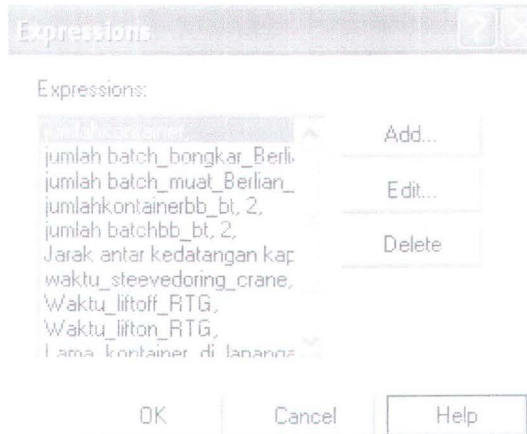 Expressions
Expressions:
jumlahkontainer,
jumlah batch_bongkar_Berli
jumlah batch_muat_Berlian_
jumlahkontainerbb_bt, 2,
jumlah batchbb_bt, 2,
Jarak antar kedatangan kap
waktu_steevedoring_crane,
Waktu_liftoff_RTG,
Waktu_lifton_RTG,
Lama_kontainer_di_lapanga
Add...
Edit...
Delete
OK
Cancel
Help